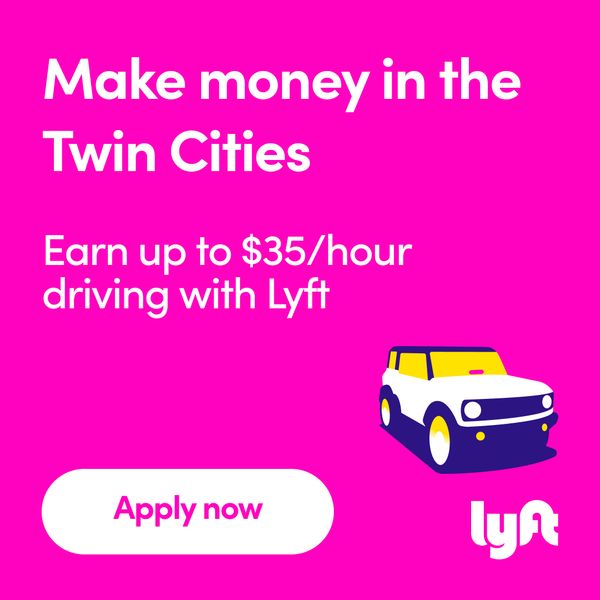 Make money in the
Twin Cities
Earn up to $35/hour
driving with Lyft
Apply now
lyft